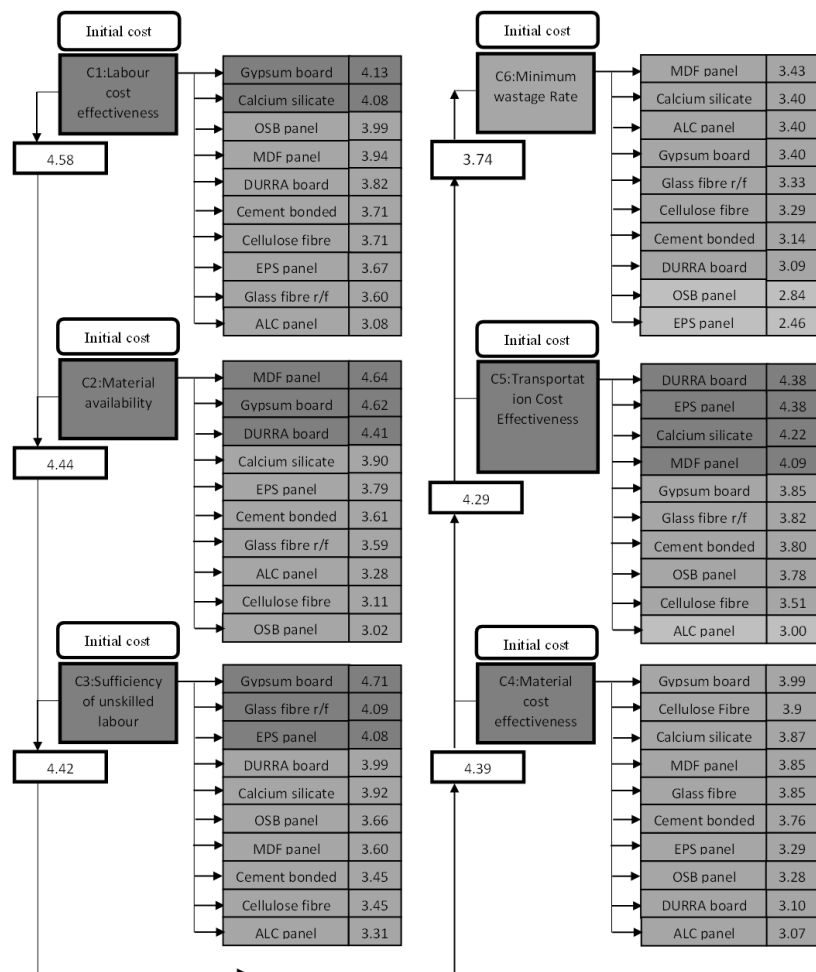 Initial cost
C1:Labour
cost
effectiveness
4.58
Gypsum board 4.13
Calcium silicate 4.08
OSB panel 3.99
MDF panel 3.94
DURRA board 3.82
Cement bonded 3.71
Cellulose fibre 3.71
EPS panel 3.67
Glass fibre r/f 3.60
ALC panel 3.08
Initial cost
C2:Material
availability
4.44
MDF panel 4.64
Gypsum board 4.62
DURRA board 4.41
Calcium silicate 3.90
EPS panel 3.79
Cement bonded 3.61
Glass fibre r/f 3.59
ALC panel 3.28
Cellulose fibre 3.11
OSB panel 3.02
Initial cost
C3:Sufficiency
of unskilled
labour
4.42
Gypsum board 4.71
Glass fibre r/f 4.09
EPS panel 4.08
DURRA board 3.99
Calcium silicate 3.92
OSB panel 3.66
MDF panel 3.60
Cement bonded 3.45
Cellulose fibre 3.45
ALC panel 3.31
Initial cost
C6:Minimum
wastage Rate
3.74
MDF panel 3.43
Calcium silicate 3.40
ALC panel 3.40
Gypsum board 3.40
Glass fibre r/f 3.33
Cellulose fibre 3.29
Cement bonded 3.14
DURRA board 3.09
OSB panel 2.84
EPS panel 2.46
Initial cost
C5:Transportat
ion Cost
Effectiveness
4.29
DURRA board 4.38
EPS panel 4.38
Calcium silicate 4.22
MDF panel 4.09
Gypsum board 3.85
Glass fibre r/f 3.82
Cement bonded 3.80
OSB panel 3.78
Cellulose fibre 3.51
ALC panel 3.00
Initial cost
C4:Material
cost
effectiveness
4.39
Gypsum board 3.99
Cellulose Fibre 3.9
Calcium silicate 3.87
MDF panel 3.85
Glass fibre 3.85
Cement bonded 3.76
EPS panel 3.29
OSB panel 3.28
DURRA board 3.10
ALC panel 3.07